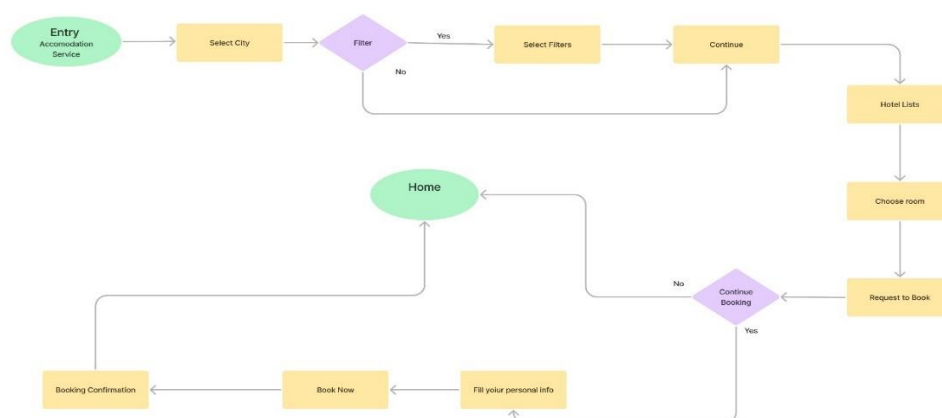 Entry
Accomodation
Service
Select City
Filter
Yes
No
Select Filters
Continue
Hotel Lists
Choose room
Request to Book
Continue
Booking
No
Yes
Home
Fill yoiur personal info
Book Now
Booking Confirmation